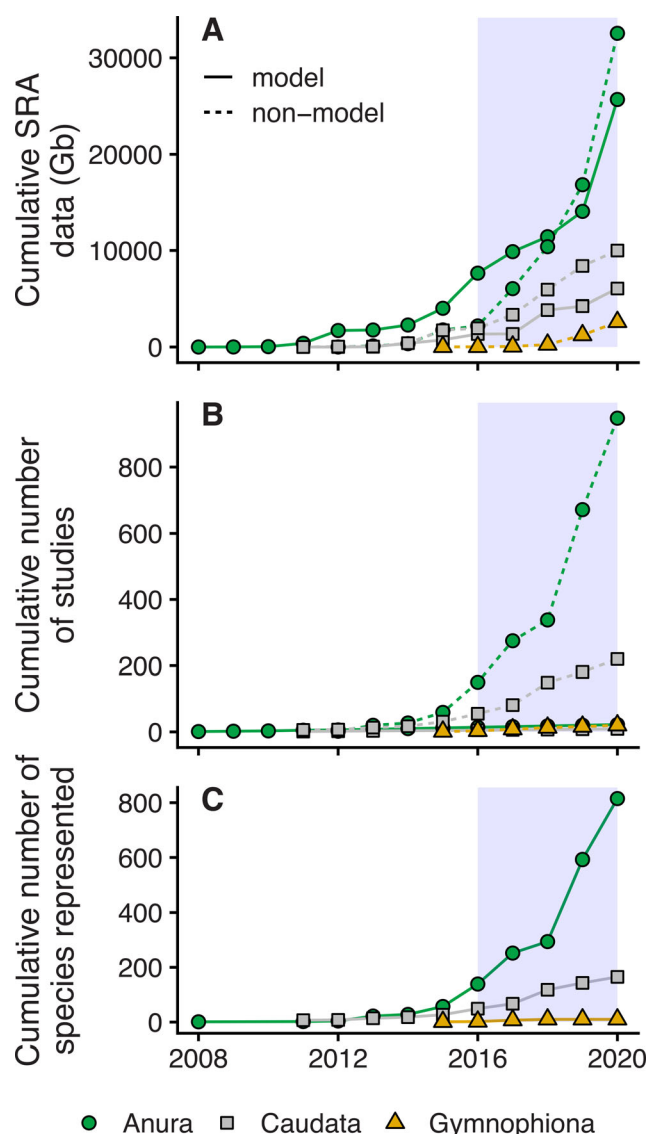 A
model
non−model
Cumulative SRA
data (Gb)
30000
20000
10000
0
B
Cumulative number
of studies
800
600
400
200
0
C
Cumulative number of
species represented
800
600
400
200
0
2008
2012
2016
2020
Anura
Caudata
Gymnophiona